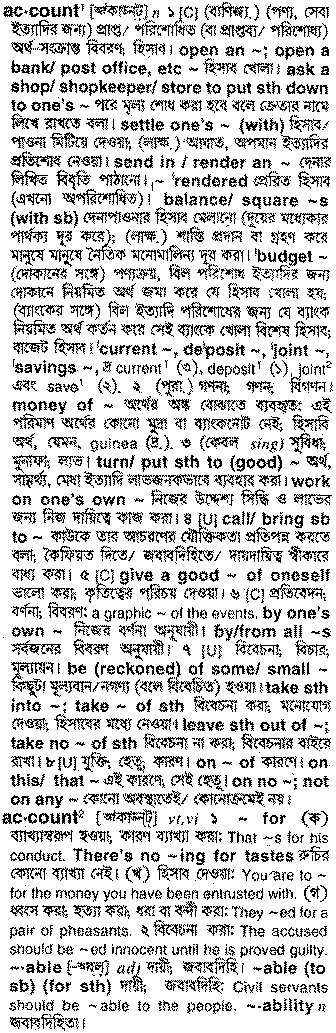 ac·count¹ [অ্যাকাউন্ট্] n ১ [C] (বাণিজ্য.) (পণ্য, সেবা
ইত্যাদির জন্য) প্রাপ্ত/ পরিশোধিত (বা প্রাপ্তব্য/ পরিশোধ্য)
অর্থ-সংক্রান্ত বিবরণ, হিসাব। open an ~; open a
bank/ post office, etc ~ হিসাব খোলা। ask a
shop/ shopkeeper/ store to put sth down
to one's ~ পরে মূল্য শোধ করা হবে বলে ক্রেতার নামে
লিখে রাখতে বলা। settle one's ~ (with) হিসাব/
পাওনা মিটিয়ে দেওয়া; (লাক্ষ.) আঘাত, অপমান ইত্যাদির
প্রতিশোধ নেওয়া। send in / render an ~ দেনার
লিখিত বিবৃতি পাঠানো। ~ rendered প্রেরিত হিসাব
(এখনো অপরিশোধিত)। balance/ square ~s
(with sb) দেনাপাওনার হিসাব মেলানো (দুয়ের মধ্যেকার
পার্থক্য দূর করে); (লাক্ষ.) শাস্তি প্রদান বা গ্রহণ করে
মানুষে মানুষে নৈতিক মনোমালিন্য দূর করা। 'budget ~
(দোকানের সঙ্গে) পণ্যক্রয়, বিল পরিশোধ ইত্যাদির জন্য
দোকানে নিয়মিত অর্থ জমা করে যে হিসাব খোলা হয়;
(ব্যাংকের সঙ্গে) বিল ইত্যাদি পরিশোধের জন্য যে ব্যাংক
নিয়মিত অর্থ কর্তন করে সেই ব্যাংকে খোলা বিশেষ হিসাব;
বাজেট হিসাব। 'current ~, de'posit ~, 'joint ~,
'savings ~, দ্র current¹ (৩), deposit¹ (১), joint²
এবং save¹ (২). ২ (পুরা.) গণনা; গণন; বিগণন।
money of ~ অর্থের অঙ্ক বোঝাতে ব্যবহৃত; এই
পরিমাণ অর্থের কোনো মুদ্রা বা ব্যাংকনোট নেই; হিসাবি
অর্থ, যেমন, guinea (দ্র.). ৩ (কেবল sing) সুবিধা;
মুনাফা; লাভ। turn/ put sth to (good) ~ অর্থ,
সামর্থ্য, মেধা ইত্যাদি লাভজনকভাবে ব্যবহার করা। work
on one's own ~ নিজের উদ্দেশ্য সিদ্ধি ও লাভের
জন্য নিজ দায়িত্বে কাজ করা। ৪ [U] call/ bring sb
to ~ কাউকে তার আচরণের যৌক্তিকতা প্রতিপন্ন করতে
বলা; কৈফিয়ত দিতে/ জবাবদিহিতে/ দায়দায়িত্ব স্বীকারে
বাধ্য করা। ৫ [C] give a good ~ of oneself
ভালো করা; কৃতিত্বের পরিচয় দেওয়া। ৬ [C] প্রতিবেদন;
বর্ণনা; বিবরণ: a graphic ~ of the events. by one's
own ~ নিজের বর্ণনা অনুযায়ী। by/from all ~s
সর্বজনের বিবরণ অনুযায়ী। ৭ [U] বিবেচনা; বিচার;
মূল্যায়ন। be (reckoned) of some/ small ~
কিছুটা মূল্যবান/নগণ্য (বলে বিবেচিত) হওয়া। take sth
into ~; take ~ of sth বিবেচনা করা; মনোযোগ
দেওয়া; হিসাবের মধ্যে নেওয়া। leave sth out of ~;
take no ~ of sth বিবেচনা না করা; বিবেচনার বাইরে
রাখা। ৮ [U] যুক্তি; হেতু; কারণ। on ~ of কারণে। on
this/ that ~ এই কারণে, সেই হেতু। on no ~; not
on any ~ কোনো অবস্থাতেই/ কোনোক্রমেই নয়।
ac·count² [অ্যাকাউন্ট্] vt,vi ১ ~ for (ক)
ব্যাখ্যাস্বরূপ হওয়া; কারণ ব্যাখ্যা করা: That ~s for his
conduct. There's no ~ing for tastes রুচির
কোনো ব্যাখ্যা নেই। (খ) হিসাব দেওয়া: You are to ~
for the money you have been entrusted with. (গ)
ধ্বংস করা; হত্যা করা; ধরা বা বন্দী করা: They ~ed for a
pair of pheasants. ২ বিবেচনা করা: The accused
should be ~ed innocent until he is proved guilty.
~·able [-অব্‌ল্] adj দায়ী; জবাবদিহি। ~able (to
sb) (for sth) দায়ী, জবাবদিহি: Civil servants
should be ~able to the people. ~·ability n
জবাবদিহিতা।